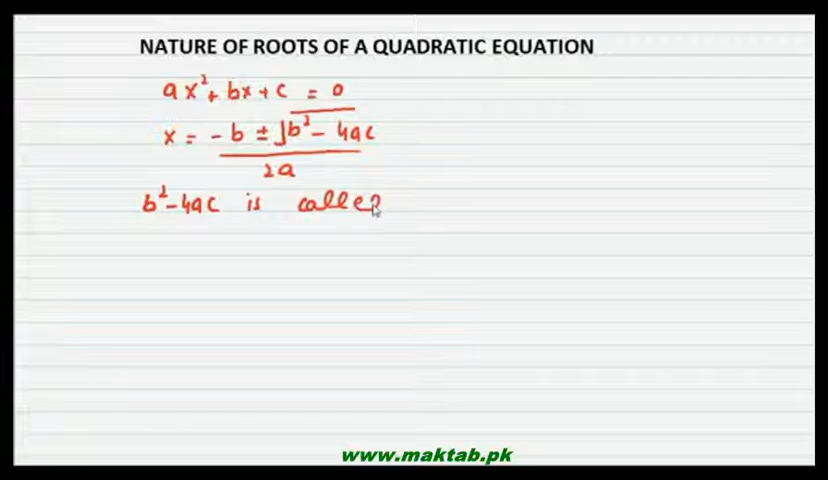 NATURE OF ROOTS OF A QUADRATIC EQUATION
ax² + bx + c = 0
x = -b ± √b² - 4ac
2a
b² - 4ac is called
www.maktab.pk